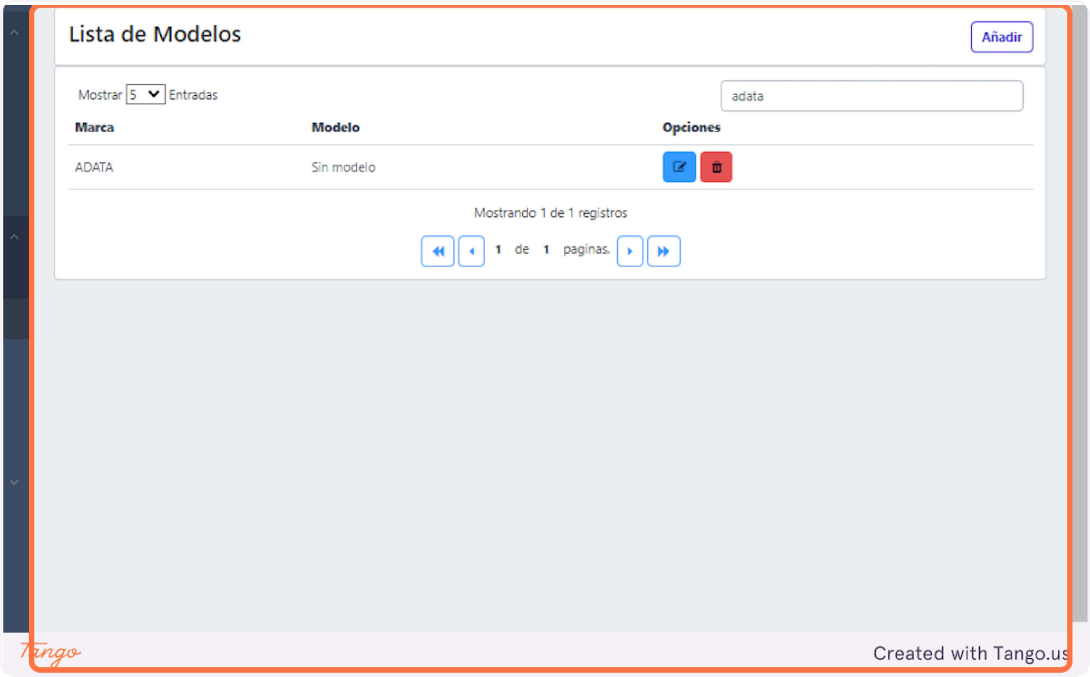 Lista de Modelos
Añadir
Mostrar 5 Entradas
adata
Marca Modelo Opciones
ADATA Sin modelo
Mostrando 1 de 1 registros
1 de 1 paginas.
Tango
Created with Tango.us